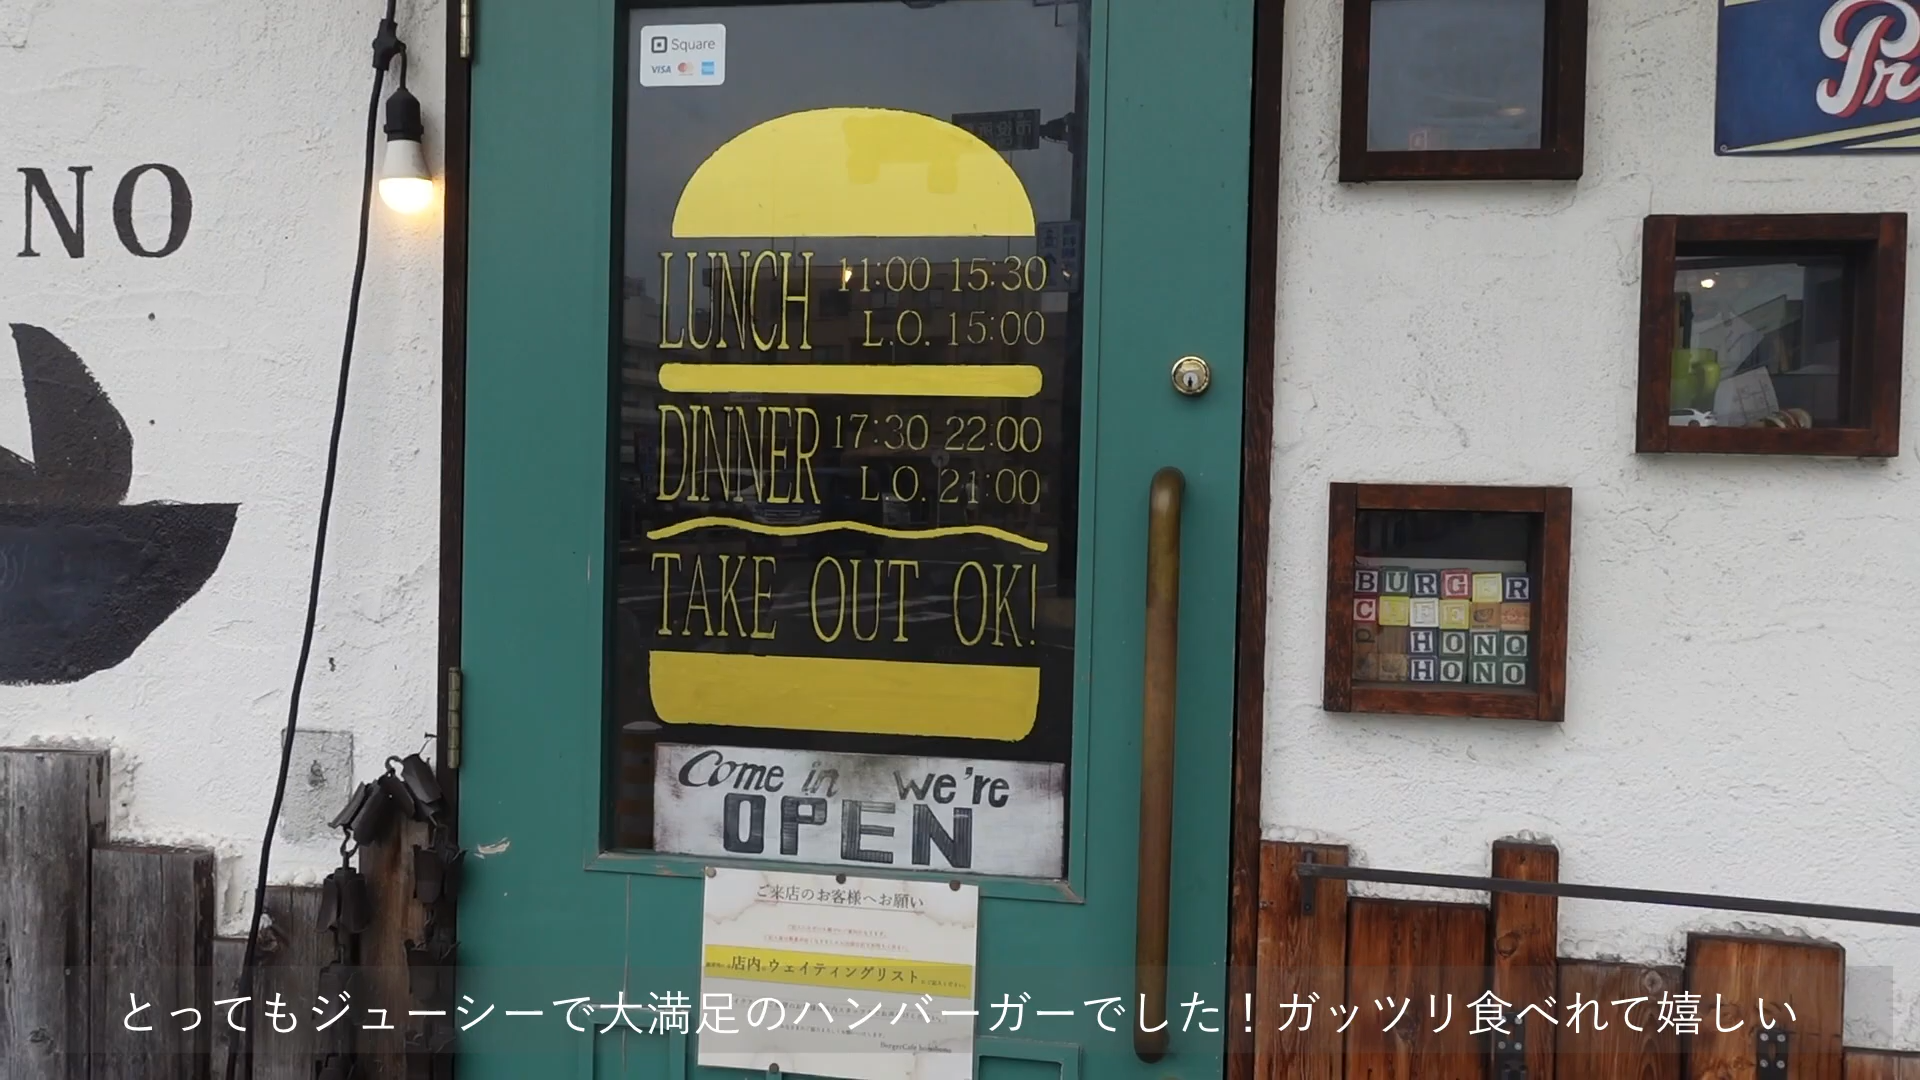 Square
VISA
Pr
NO
LUNCH 11:00 15:30
L.O. 15:00
DINNER 17:30 22:00
L.O. 21:00
TAKE OUT OK!
BURGER
CAFE
HONO
HONO
Come in we're
OPEN
ご来店のお客様へお願い
店内 ウェイティングリスト
とってもジューシーで大満足のハンバーガーでした！ガッツリ食べれて嬉しい